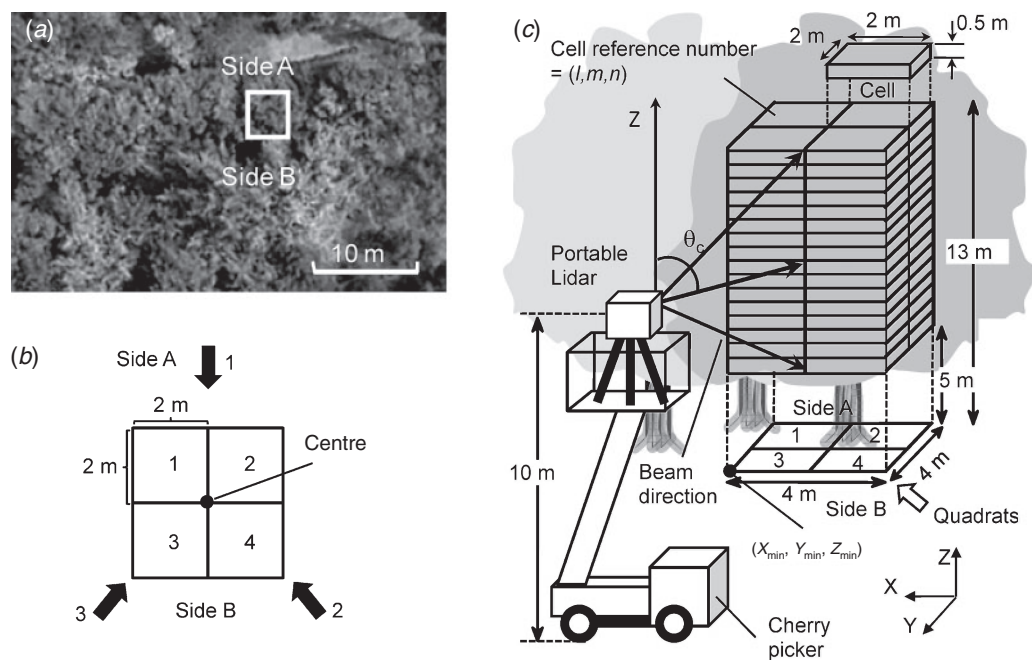 (a)
Side A
Side B
10 m
(b)
Side A
1
2 m
2 m
Centre
1
2
3
4
3
Side B
2
(c)
Cell reference number
= (l,m,n)
2 m
2 m
0.5 m
Cell
Z
θc
Portable
Lidar
13 m
5 m
Side A
1
2
3
4
10 m
Beam
direction
4 m
4 m
Side B
Quadrats
(Xmin, Ymin, Zmin)
Z
X
Y
Cherry
picker